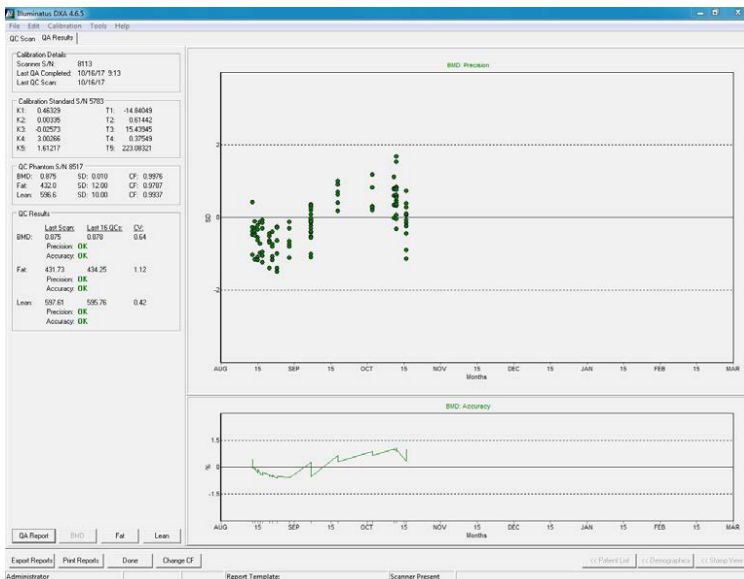 Illuminatus DXA 4.6.5
File Edit Calibration Tools Help
QC Scan QA Results
Calibration Details
Scanner S/N: 8113
Last QA Completed: 10/16/17 9:13
Last QC Scan: 10/16/17
Calibration Standard S/N 5783
K1: 0.46329 T1: -14.84049
K2: 0.00335 T2: 0.61442
K3: -0.02573 T3: 15.43945
K4: 3.00266 T4: 0.37549
K5: 1.61217 T5: 223.08321
QC Phantom S/N 8517
BMD: 0.875 SD: 0.010 CF: 0.9976
Fat: 432.0 SD: 12.00 CF: 0.9787
Lean: 596.6 SD: 10.00 CF: 0.9937
QC Results
Last Scan: Last 16 QCs: CV:
BMD: 0.875 0.878 0.64
Precision: OK
Accuracy: OK
Fat: 431.73 434.25 1.12
Precision: OK
Accuracy: OK
Lean: 597.61 595.76 0.42
Precision: OK
Accuracy: OK
QA Report BMD Fat Lean
BMD: Precision
2
SD 0
-2
AUG 15 SEP 15 OCT 15 NOV 15 DEC 15 JAN 15 FEB 15 MAR
Months
BMD: Accuracy
1.5
% 0
-1.5
AUG 15 SEP 15 OCT 15 NOV 15 DEC 15 JAN 15 FEB 15 MAR
Months
Export Reports Print Reports Done Change CF << Patient List << Demographics << Stamp View
Administrator Report Template: Scanner Present